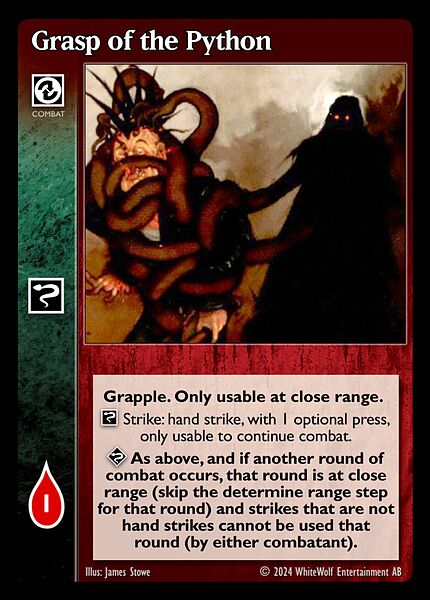 Grasp of the Python
COMBAT
Grapple. Only usable at close range.
Strike: hand strike, with 1 optional press,
only usable to continue combat.
As above, and if another round of
combat occurs, that round is at close
range (skip the determine range step
for that round) and strikes that are not
hand strikes cannot be used that
round (by either combatant).
1
Illus: James Stowe
© 2024 WhiteWolf Entertainment AB